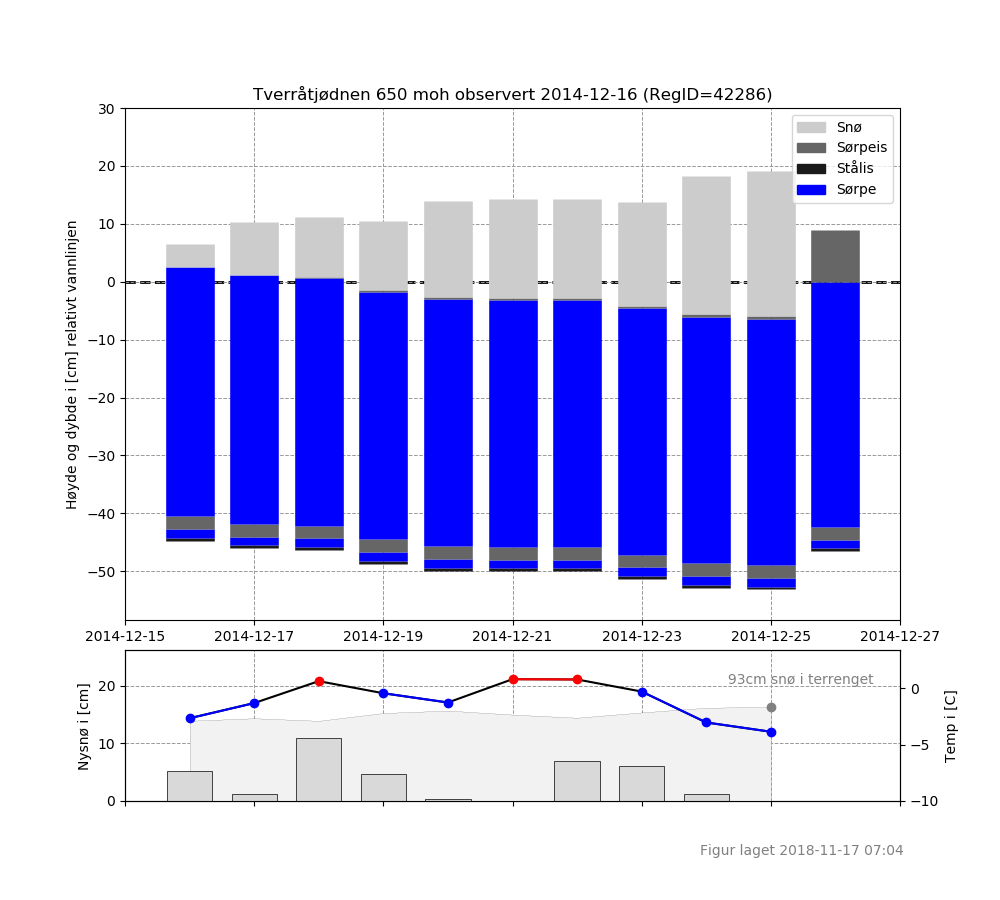 Tverråtjødnen 650 moh observert 2014-12-16 (RegID=42286)
Høyde og dybde i [cm] relativt vannlinjen
30
20
10
0
−10
−20
−30
−40
−50
Snø
Sørpeis
Stålis
Sørpe
2014-12-15 2014-12-17 2014-12-19 2014-12-21 2014-12-23 2014-12-25 2014-12-27
Nysnø i [cm]
20
10
0
93cm snø i terrenget
0
−5
−10
Temp i [C]
Figur laget 2018-11-17 07:04